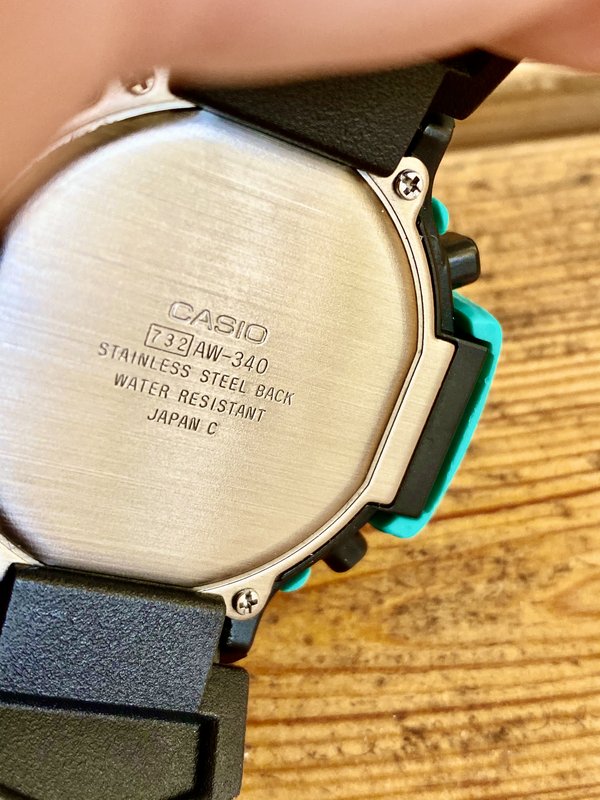 CASIO
732 AW-340
STAINLESS STEEL BACK
WATER RESISTANT
JAPAN C